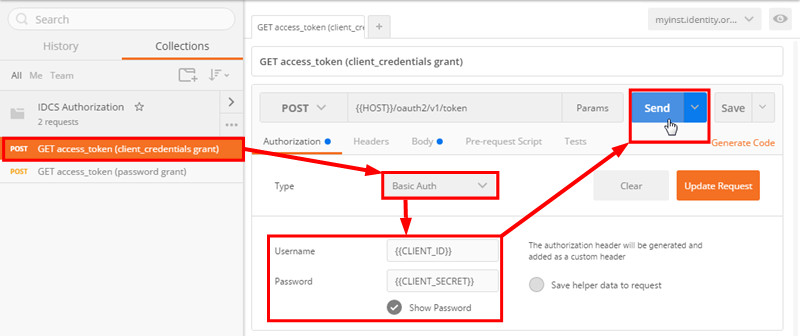 Search
History
Collections
All Me Team
IDCS Authorization
2 requests
POST GET access_token (client_credentials grant)
POST GET access_token (password grant)
GET access_token (client_cre
+
myinst.identity.or...
GET access_token (client_credentials grant)
POST
{{HOST}}/oauth2/v1/token
Params
Send
Save
Authorization
Headers
Body
Pre-request Script
Tests
Generate Code
Type
Basic Auth
Clear
Update Request
Username
{{CLIENT_ID}}
Password
{{CLIENT_SECRET}}
Show Password
The authorization header will be generated and
added as a custom header
Save helper data to request